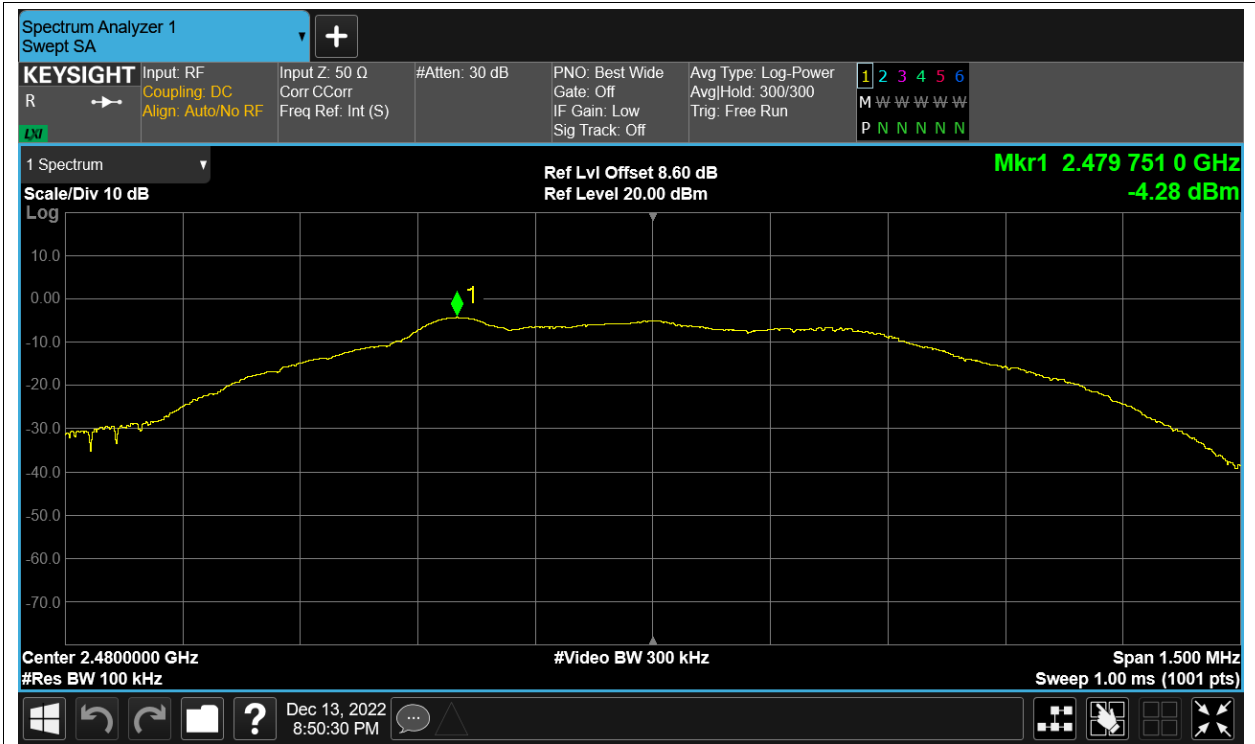 Spectrum Analyzer 1
Swept SA
+
KEYSIGHT
R
LXI
Input: RF
Coupling: DC
Align: Auto/No RF
Input Z: 50 Ω
Corr CCorr
Freq Ref: Int (S)
#Atten: 30 dB
PNO: Best Wide
Gate: Off
IF Gain: Low
Sig Track: Off
Avg Type: Log-Power
Avg|Hold: 300/300
Trig: Free Run
1 2 3 4 5 6
M W W W W W
P N N N N N
1 Spectrum
Scale/Div 10 dB
Log
Ref Lvl Offset 8.60 dB
Ref Level 20.00 dBm
Mkr1 2.479 751 0 GHz
-4.28 dBm
10.0
0.00
-10.0
-20.0
-30.0
-40.0
-50.0
-60.0
-70.0
1
Center 2.4800000 GHz
#Res BW 100 kHz
#Video BW 300 kHz
Span 1.500 MHz
Sweep 1.00 ms (1001 pts)
?
Dec 13, 2022
8:50:30 PM